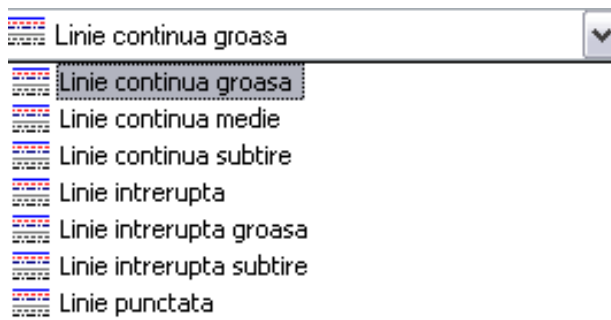 Linie continua groasa
Linie continua groasa
Linie continua medie
Linie continua subtire
Linie intrerupta
Linie intrerupta groasa
Linie intrerupta subtire
Linie punctata